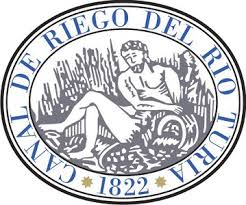 CANAL DE RIEGO DEL RIO TURIA
1822